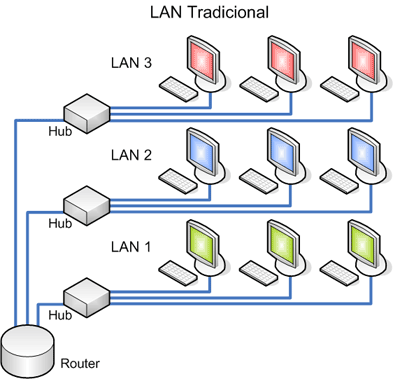 LAN Tradicional
LAN 3
Hub
LAN 2
Hub
LAN 1
Hub
Router